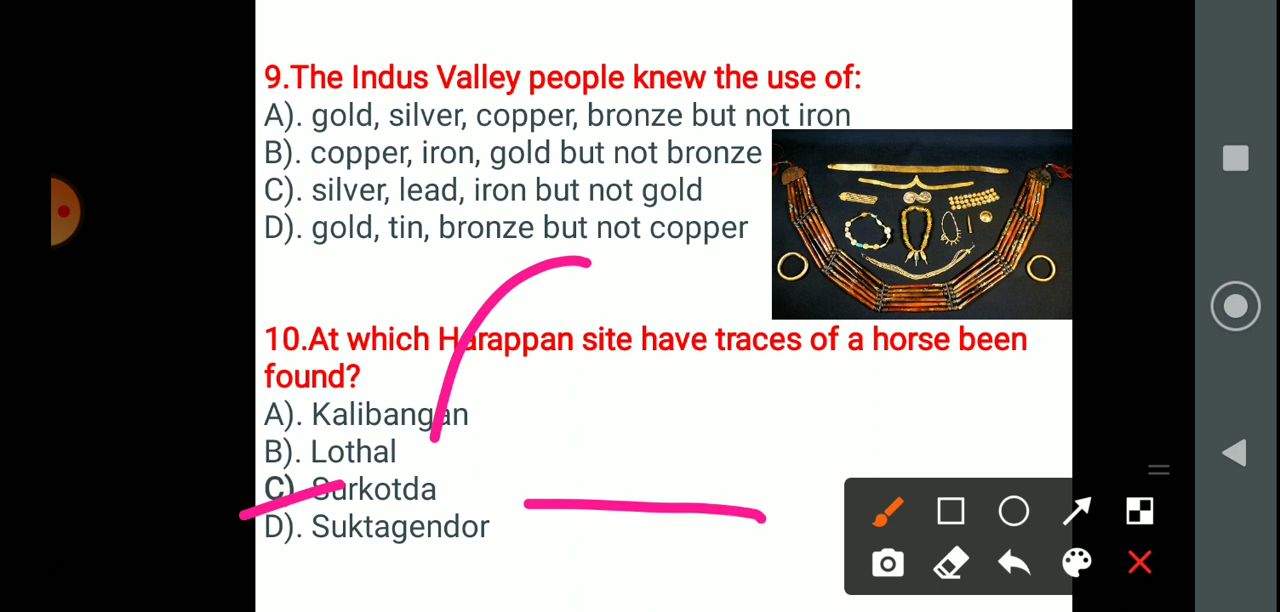 9.The Indus Valley people knew the use of:
A). gold, silver, copper, bronze but not iron
B). copper, iron, gold but not bronze
C). silver, lead, iron but not gold
D). gold, tin, bronze but not copper
10.At which Harappan site have traces of a horse been
found?
A). Kalibangan
B). Lothal
C). Surkotda
D). Suktagendor